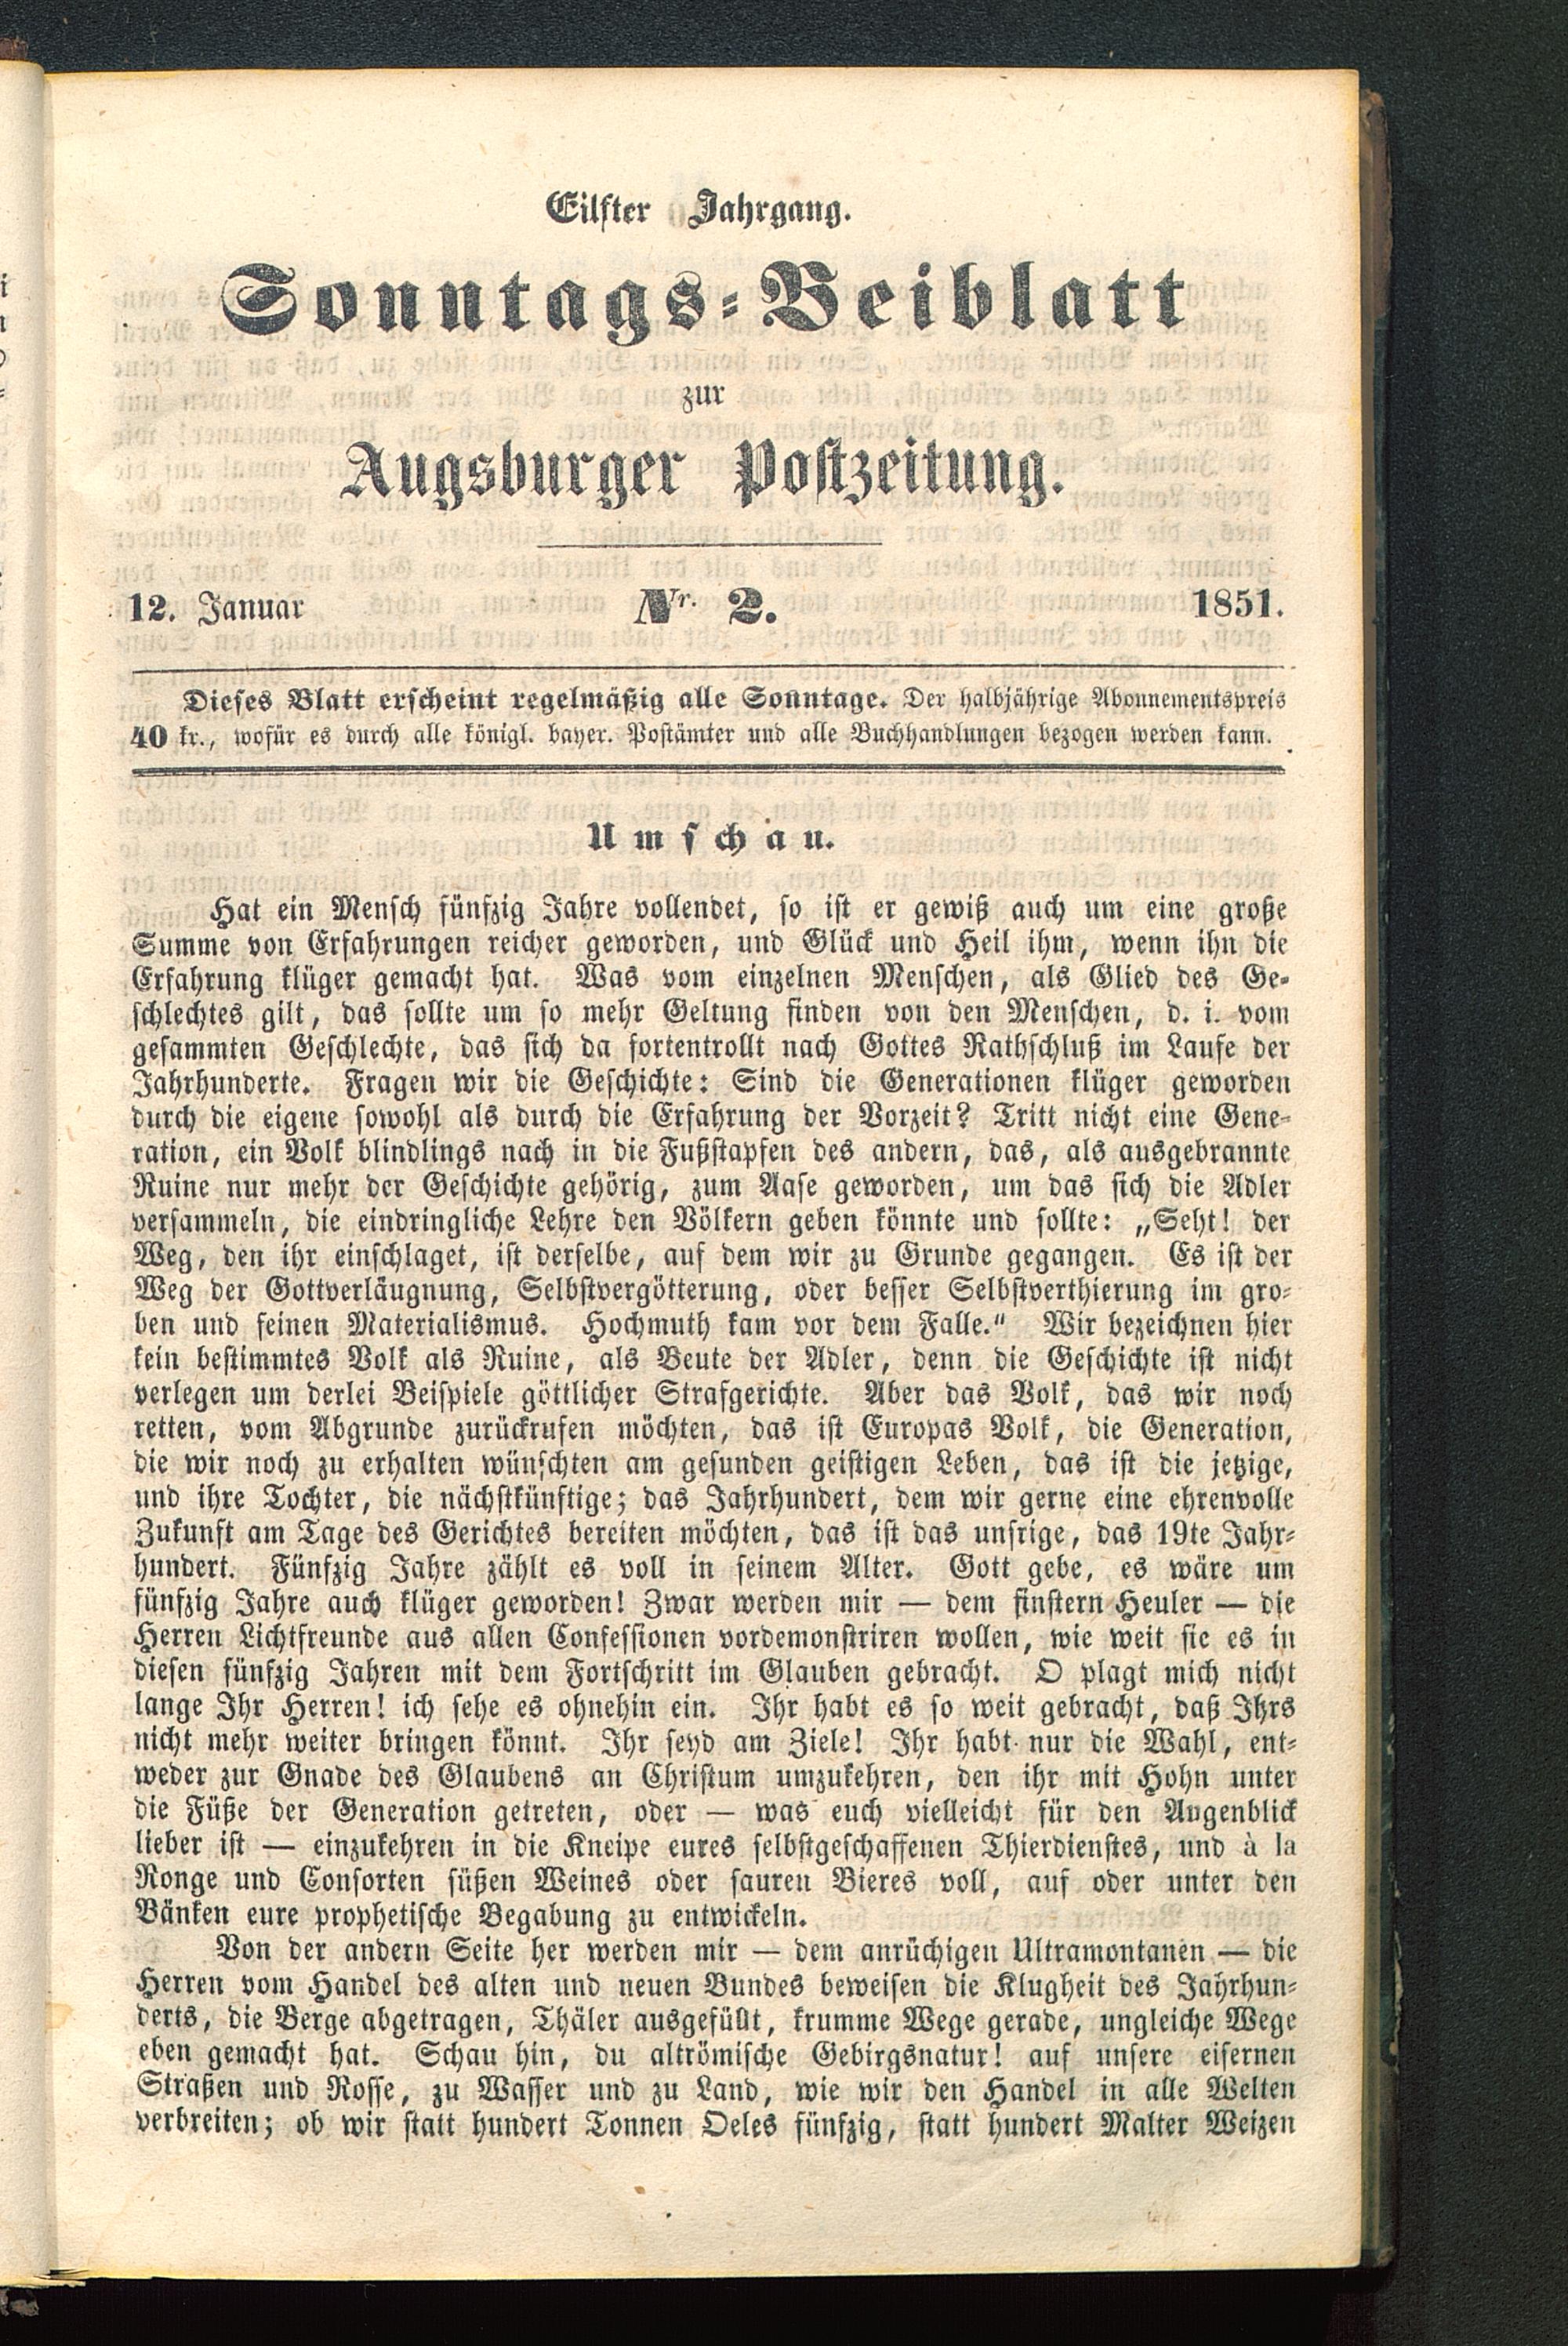 Eilfter Jahrgang.
Sonntags-Beiblatt
zur
Augsburger Postzeitung.
12. Januar Nr. 2. 1851.
Dieses Blatt erscheint regelmäßig alle Sonntage. Der halbjährige Abonnementspreis
40 kr., wofür es durch alle königl. bayer. Postämter und alle Buchhandlungen bezogen werden kann.
Umschau.
Hat ein Mensch fünfzig Jahre vollendet, so ist er gewiß auch um eine große
Summe von Erfahrungen reicher geworden, und Glück und Heil ihm, wenn ihn die
Erfahrung klüger gemacht hat. Was vom einzelnen Menschen, als Glied des Ge-
schlechtes gilt, das sollte um so mehr Geltung finden von den Menschen, d. i. vom
gesammten Geschlechte, das sich da fortentrollt nach Gottes Rathschluß im Laufe der
Jahrhunderte. Fragen wir die Geschichte: Sind die Generationen klüger geworden
durch die eigene sowohl als durch die Erfahrung der Vorzeit? Tritt nicht eine Gene-
ration, ein Volk blindlings nach in die Fußstapfen des andern, das, als ausgebrannte
Ruine nur mehr der Geschichte gehörig, zum Aase geworden, um das sich die Adler
versammeln, die eindringliche Lehre den Völkern geben könnte und sollte: „Seht! der
Weg, den ihr einschlaget, ist derselbe, auf dem wir zu Grunde gegangen. Es ist der
Weg der Gottverläugnung, Selbstvergötterung, oder besser Selbstverthierung im gro-
ben und feinen Materialismus. Hochmuth kam vor dem Falle.“ Wir bezeichnen hier
kein bestimmtes Volk als Ruine, als Beute der Adler, denn die Geschichte ist nicht
verlegen um derlei Beispiele göttlicher Strafgerichte. Aber das Volk, das wir noch
retten, vom Abgrunde zurückrufen möchten, das ist Europas Volk, die Generation,
die wir noch zu erhalten wünschten am gesunden geistigen Leben, das ist die jetzige,
und ihre Tochter, die nächstkünftige; das Jahrhundert, dem wir gerne eine ehrenvolle
Zukunft am Tage des Gerichtes bereiten möchten, das ist das unsrige, das 19te Jahr-
hundert. Fünfzig Jahre zählt es voll in seinem Alter. Gott gebe, es wäre um
fünfzig Jahre auch klüger geworden! Zwar werden mir — dem finstern Heuler — die
Herren Lichtfreunde aus allen Confessionen vordemonstriren wollen, wie weit sie es in
diesen fünfzig Jahren mit dem Fortschritt im Glauben gebracht. O plagt mich nicht
lange Ihr Herren! ich sehe es ohnehin ein. Ihr habt es so weit gebracht, daß Ihrs
nicht mehr weiter bringen könnt. Ihr seyd am Ziele! Ihr habt nur die Wahl, ent-
weder zur Gnade des Glaubens an Christum umzukehren, den ihr mit Hohn unter
die Füße der Generation getreten, oder — was euch vielleicht für den Augenblick
lieber ist — einzukehren in die Kneipe eures selbstgeschaffenen Thierdienstes, und à la
Ronge und Consorten süßen Weines oder sauren Bieres voll, auf oder unter den
Bänken eure prophetische Begabung zu entwickeln.
Von der andern Seite her werden mir — dem anrüchigen Ultramontanen — die
Herren vom Handel des alten und neuen Bundes beweisen die Klugheit des Jahrhun-
derts, die Berge abgetragen, Thäler ausgefüllt, krumme Wege gerade, ungleiche Wege
eben gemacht hat. Schau hin, du altrömische Gebirgsnatur! auf unsere eisernen
Straßen und Rosse, zu Wasser und zu Land, wie wir den Handel in alle Welten
verbreiten; ob wir statt hundert Tonnen Oeles fünfzig, statt hundert Malter Weizen